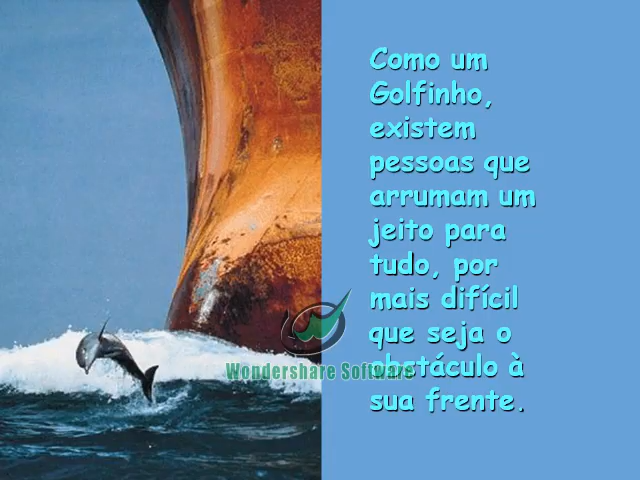 Como um
Golfinho,
existem
pessoas que
arrumam um
jeito para
tudo, por
mais difícil
que seja o
obstáculo à
sua frente.
Wondershare Software